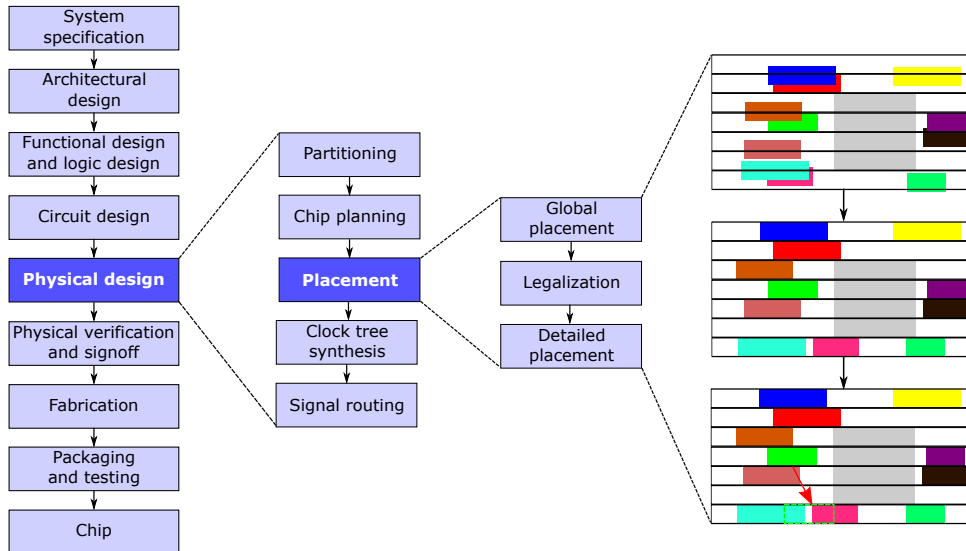 System
specification
Architectural
design
Functional design
and logic design
Circuit design
Physical design
Physical verification
and signoff
Fabrication
Packaging
and testing
Chip
Partitioning
Chip planning
Placement
Clock tree
synthesis
Signal routing
Global
placement
Legalization
Detailed
placement